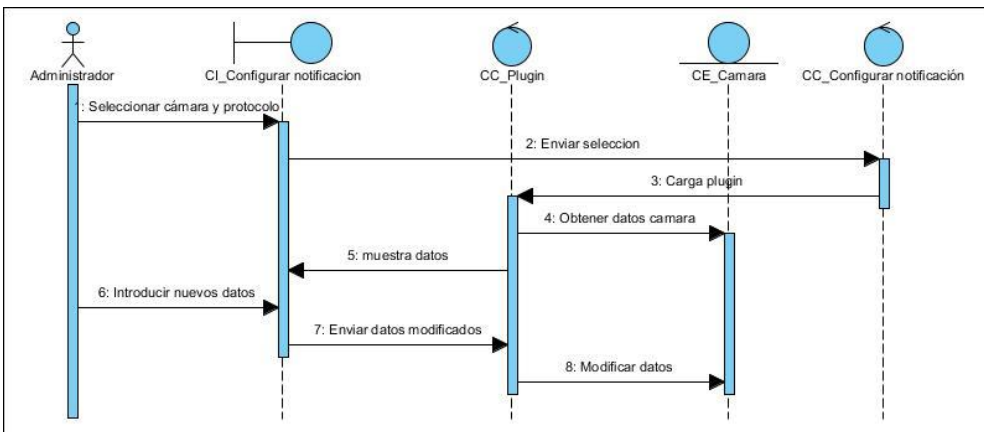 Administrador
CI_Configurar notificacion
CC_Plugin
CE_Camara
CC_Configurar notificación
1: Seleccionar cámara y protocolo
2: Enviar seleccion
3: Carga plugin
4: Obtener datos camara
5: muestra datos
6: Introducir nuevos datos
7: Enviar datos modificados
8: Modificar datos